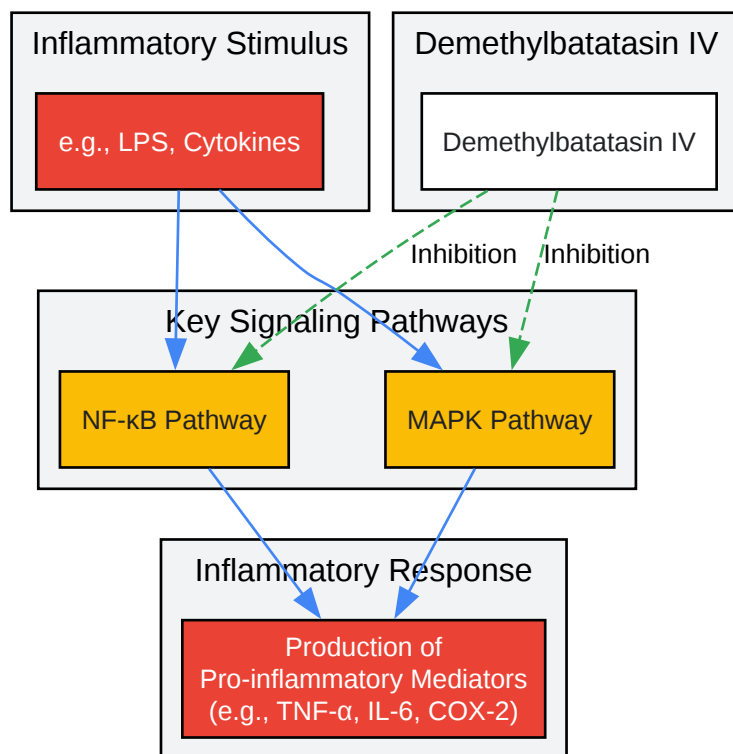 Inflammatory Stimulus
Demethylbatatasin IV
e.g., LPS, Cytokines
Demethylbatatasin IV
Inhibition
Inhibition
Key Signaling Pathways
NF-κB Pathway
MAPK Pathway
Inflammatory Response
Production of
Pro-inflammatory Mediators
(e.g., TNF-α, IL-6, COX-2)